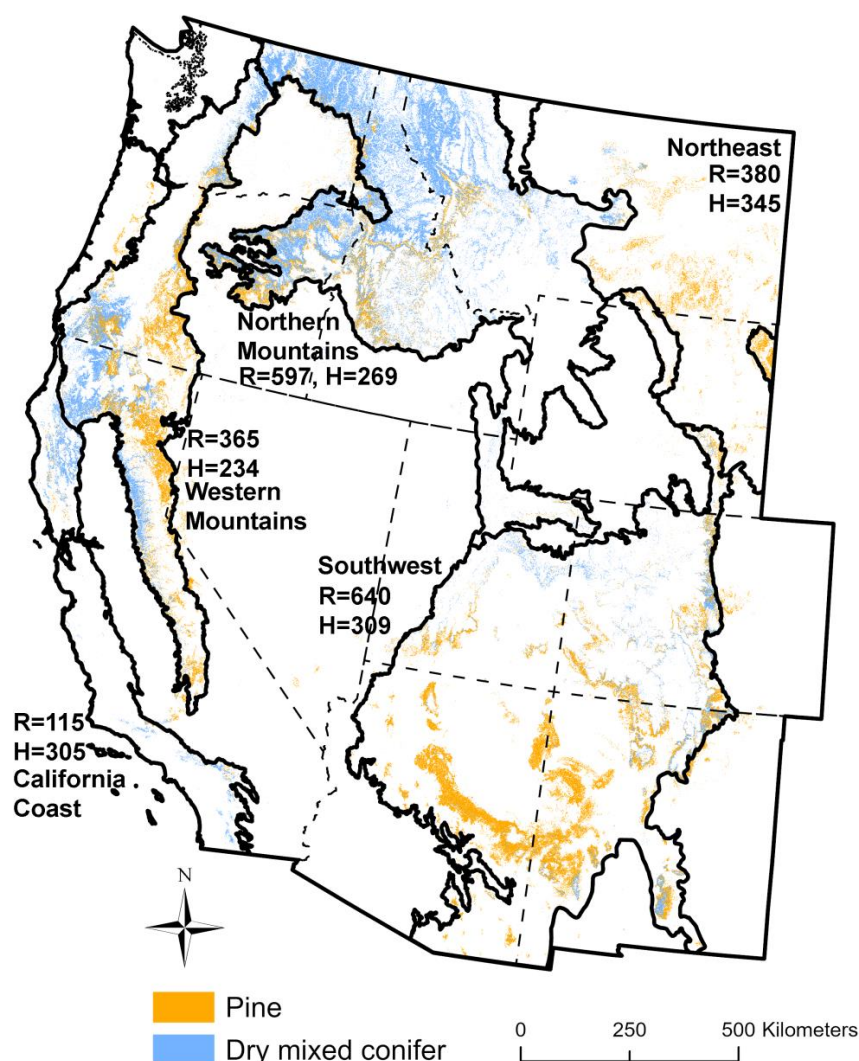 Northeast
R=380
H=345
Northern
Mountains
R=597, H=269
R=365
H=234
Western
Mountains
Southwest
R=640
H=309
R=115
H=305
California
Coast
N
Pine
Dry mixed conifer
0 250 500 Kilometers